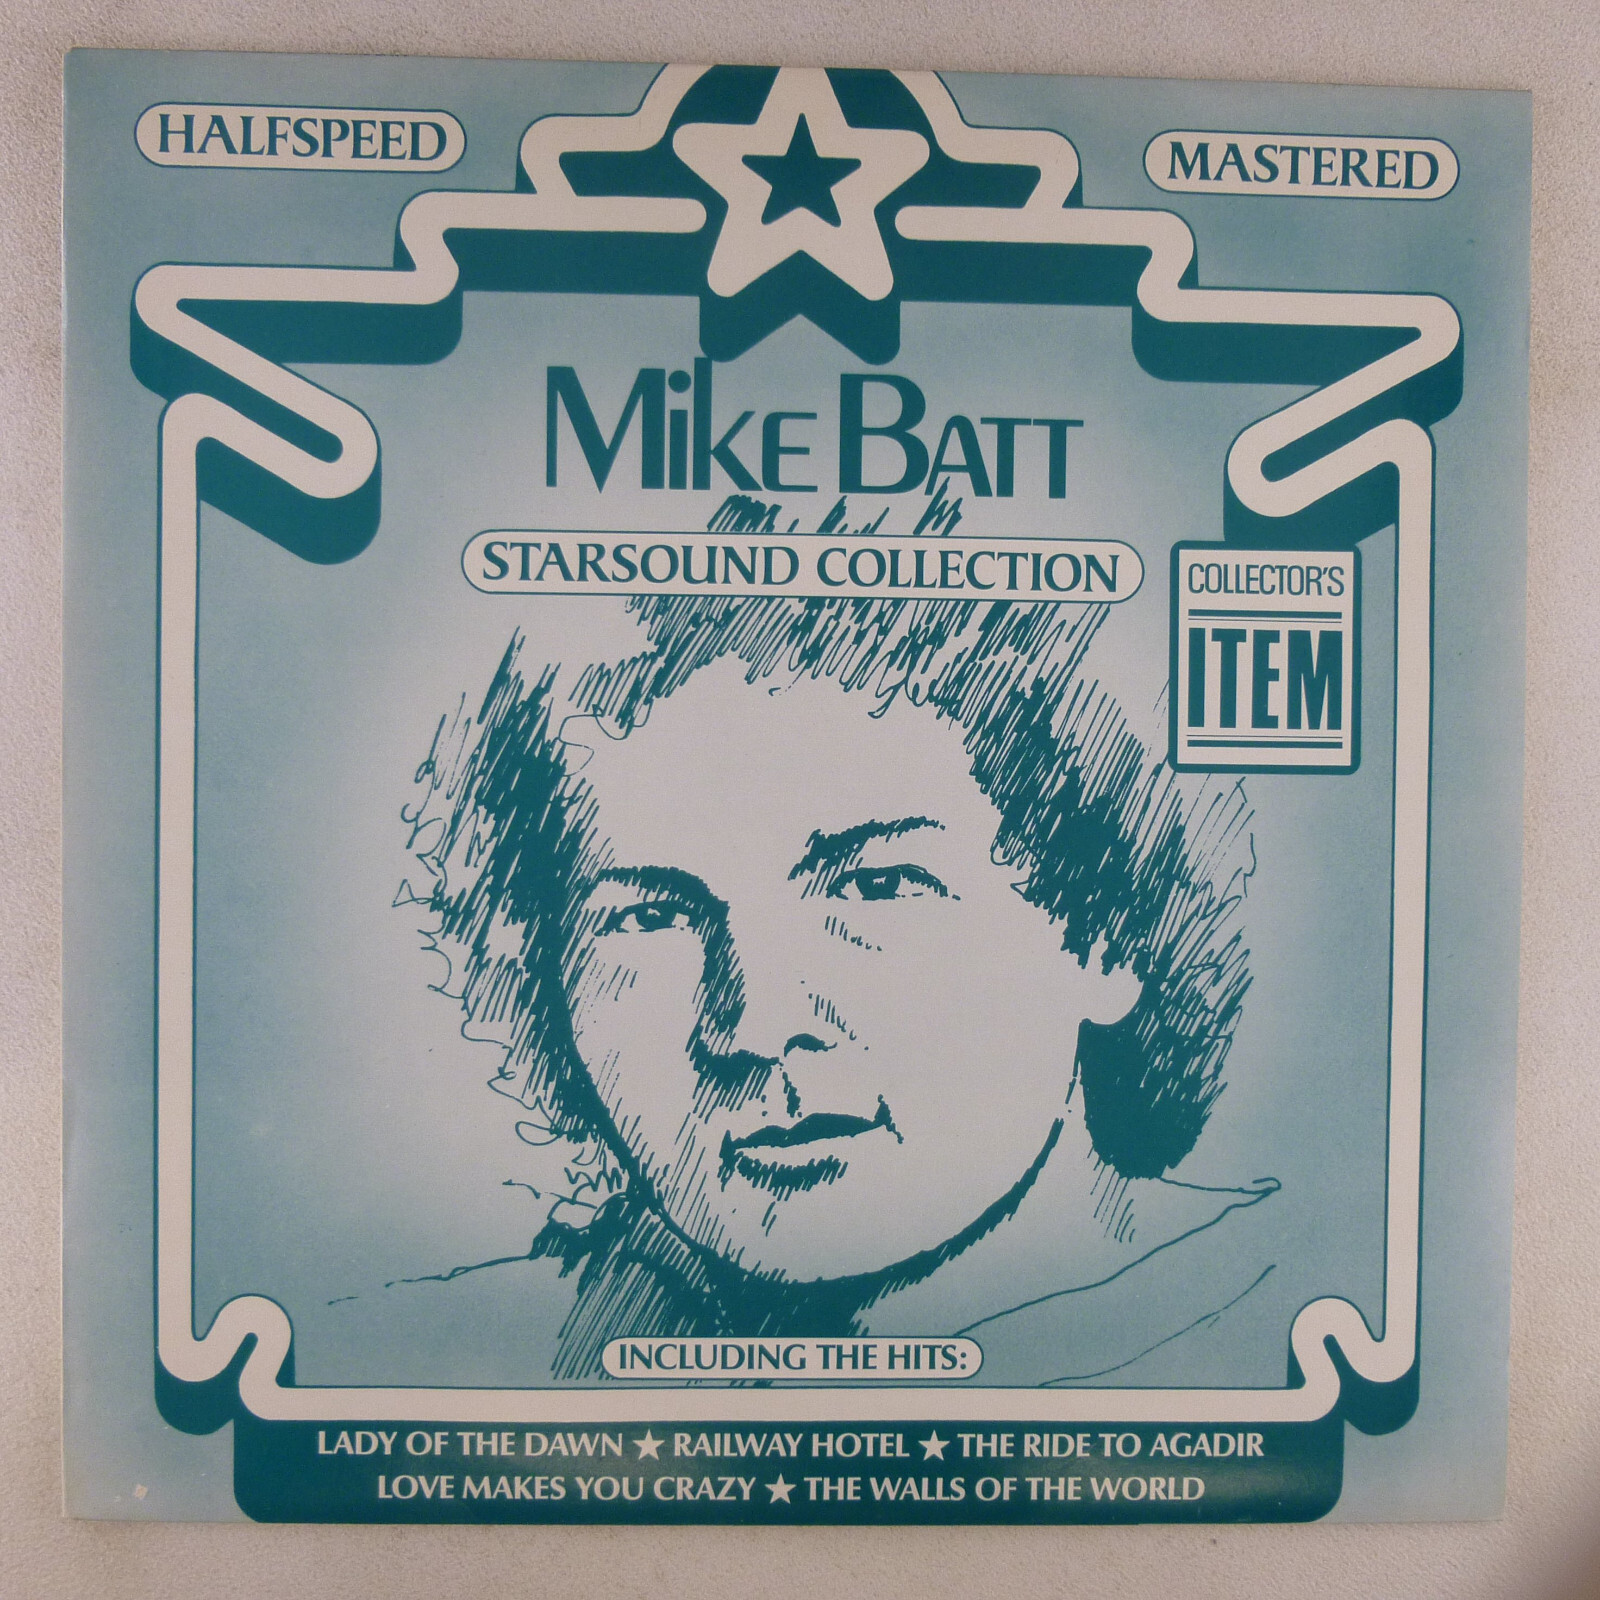 HALFSPEED
MASTERED
MIKE BATT
STARSOUND COLLECTION
COLLECTOR'S
ITEM
INCLUDING THE HITS:
LADY OF THE DAWN ★ RAILWAY HOTEL ★ THE RIDE TO AGADIR
LOVE MAKES YOU CRAZY ★ THE WALLS OF THE WORLD